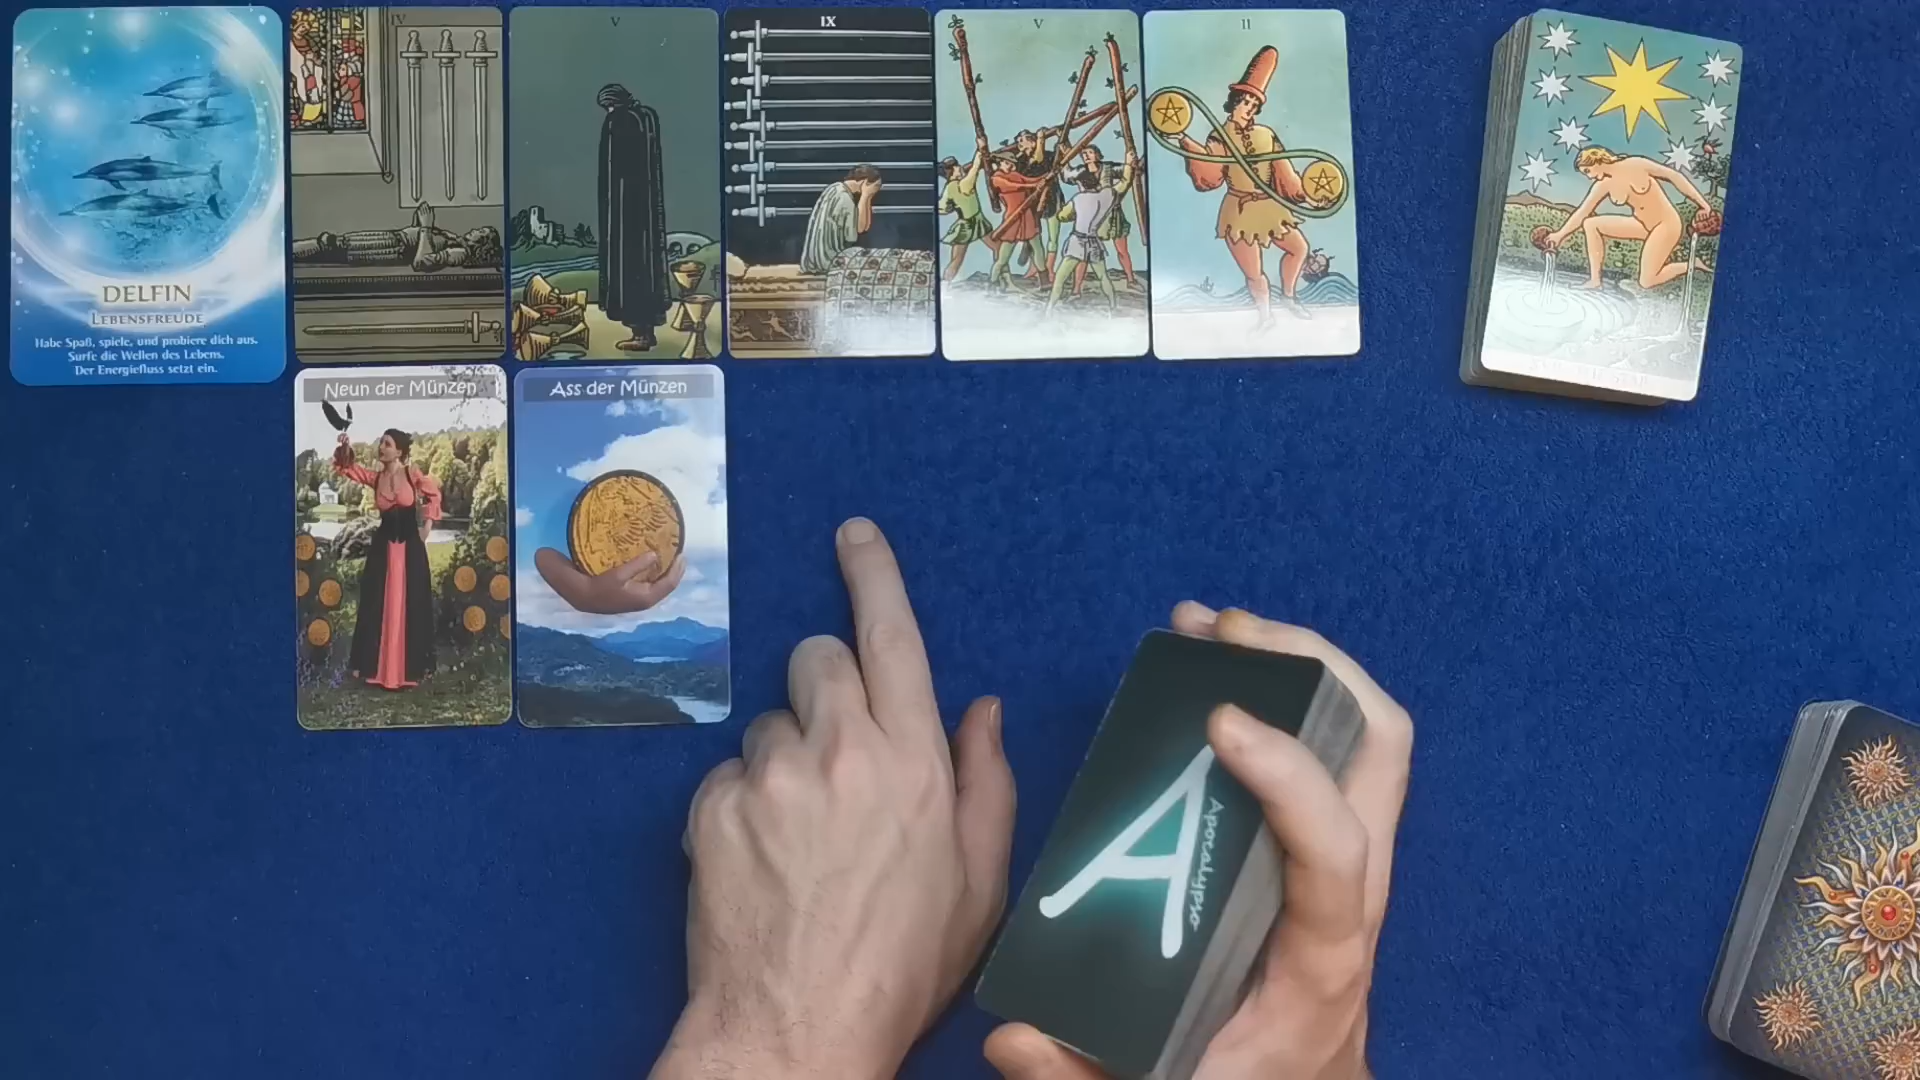 DELFIN
LEBENSFREUDE
Habe Spaß, spiele, und probiere dich aus.
Surfe die Wellen des Lebens.
Der Energiefluss setzt ein.
IV
V
IX
V
II
Neun der Münzen
Ass der Münzen
A
Apocalypso